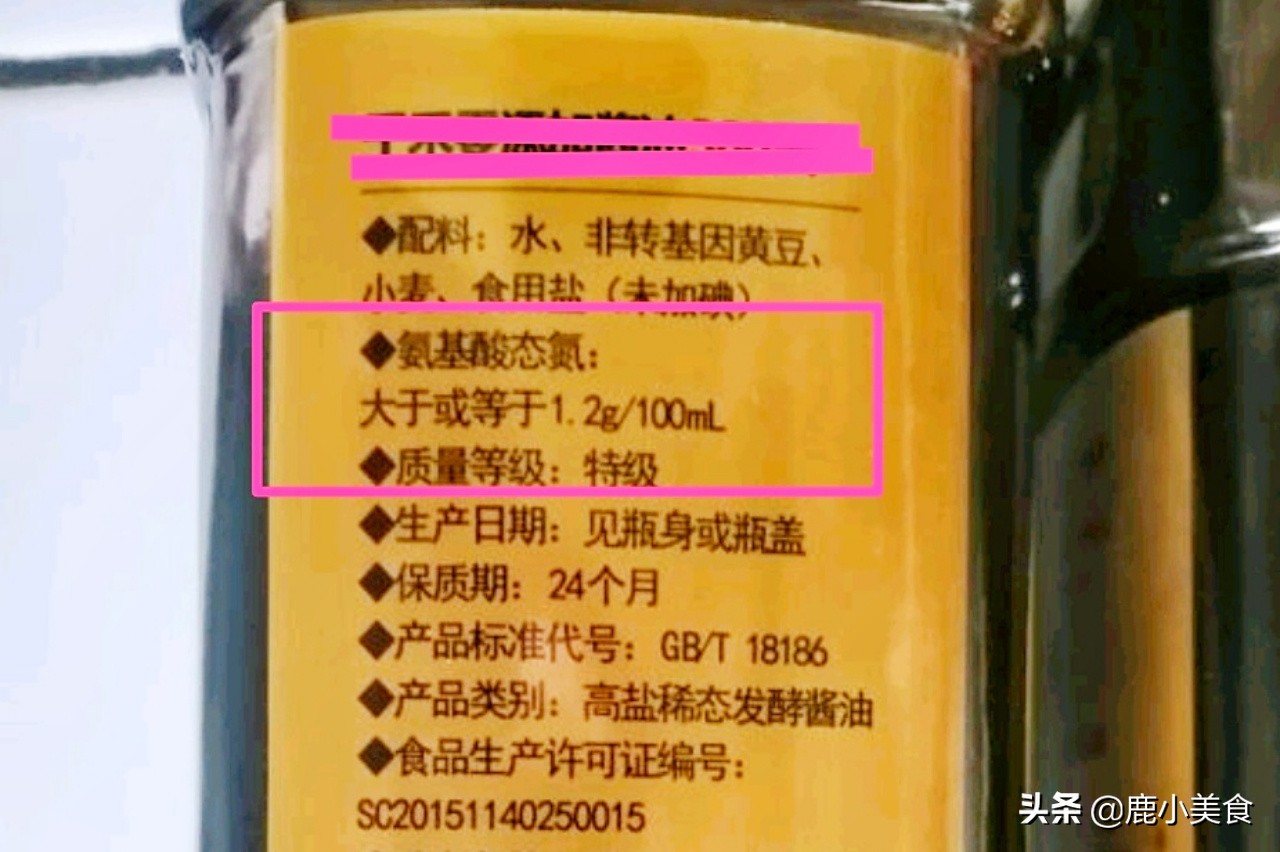 ◆配料：水、非转基因黄豆、
小麦、食用盐（未加碘）
◆氨基酸态氮：
大于或等于1.2g/100mL
◆质量等级：特级
◆生产日期：见瓶身或瓶盖
◆保质期：24个月
◆产品标准代号：GB/T 18186
◆产品类别：高盐稀态发酵酱油
◆食品生产许可证编号：
SC20151140250015
头条 @鹿小美食